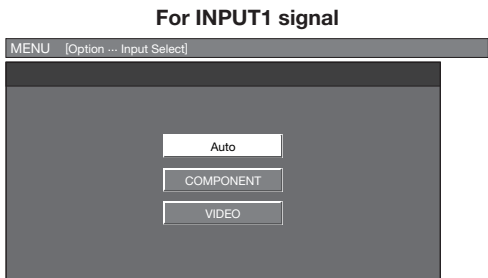 For INPUT1 signal
MENU [Option ··· Input Select]
Auto
COMPONENT
VIDEO